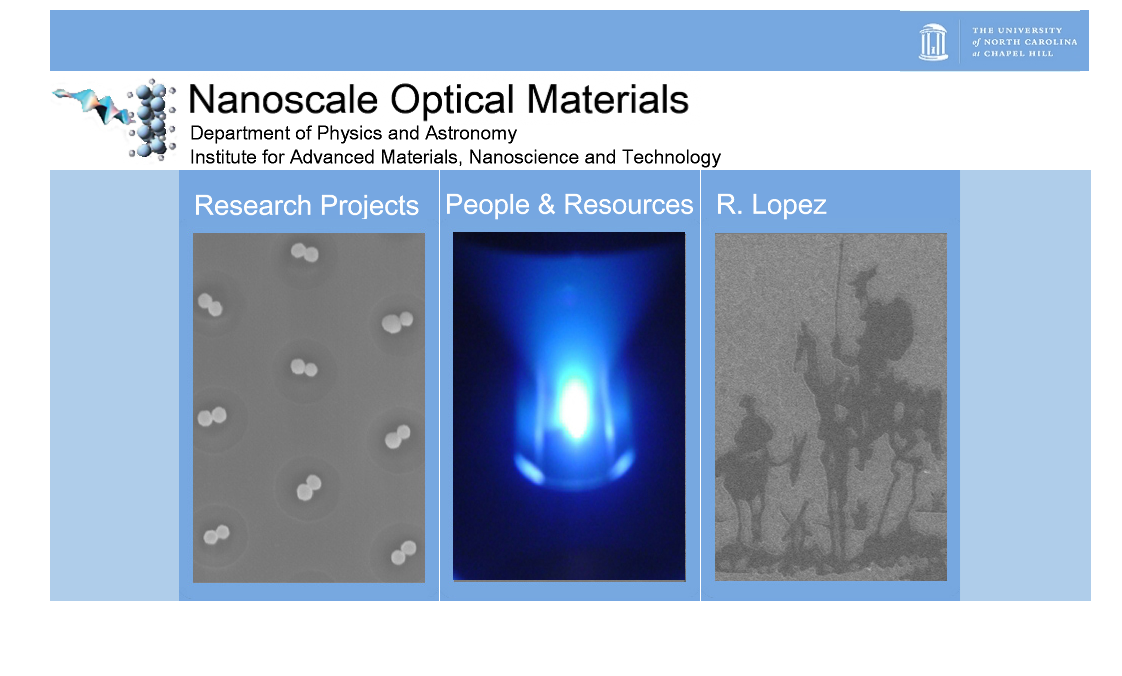 THE UNIVERSITY
of NORTH CAROLINA
at CHAPEL HILL
Nanoscale Optical Materials
Department of Physics and Astronomy
Institute for Advanced Materials, Nanoscience and Technology
Research Projects
People & Resources
R. Lopez